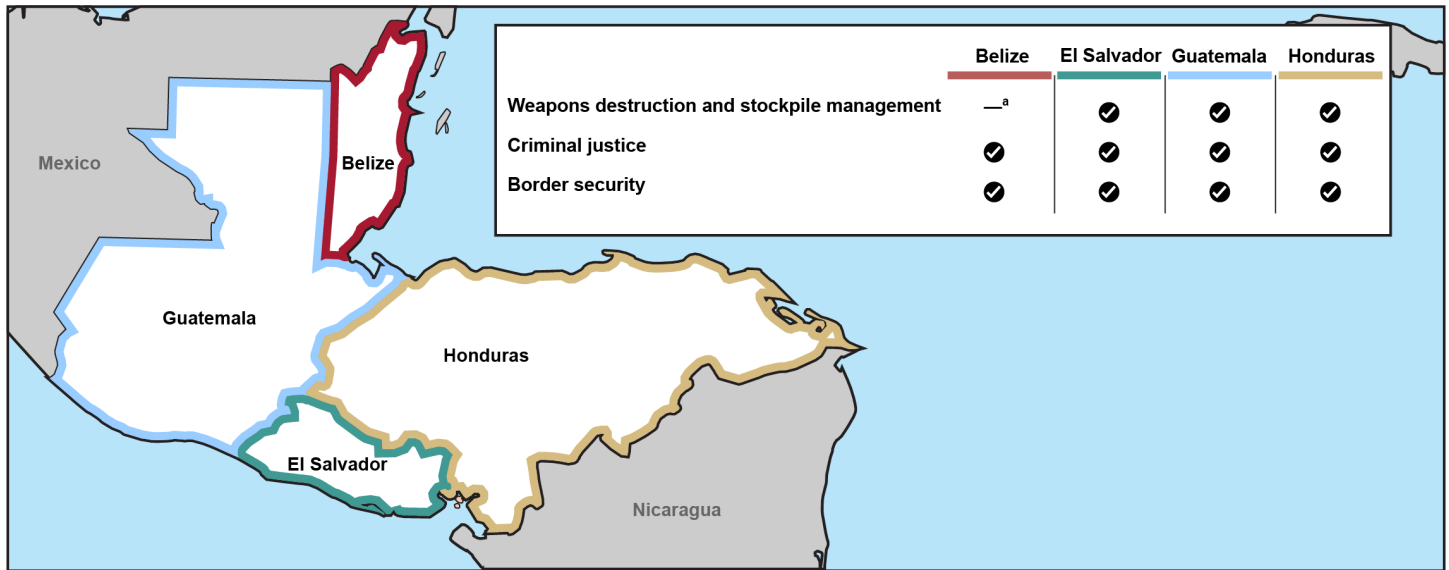 Belize El Salvador Guatemala Honduras
Weapons destruction and stockpile management —ᵃ
Criminal justice
Border security
Mexico
Belize
Guatemala
Honduras
El Salvador
Nicaragua